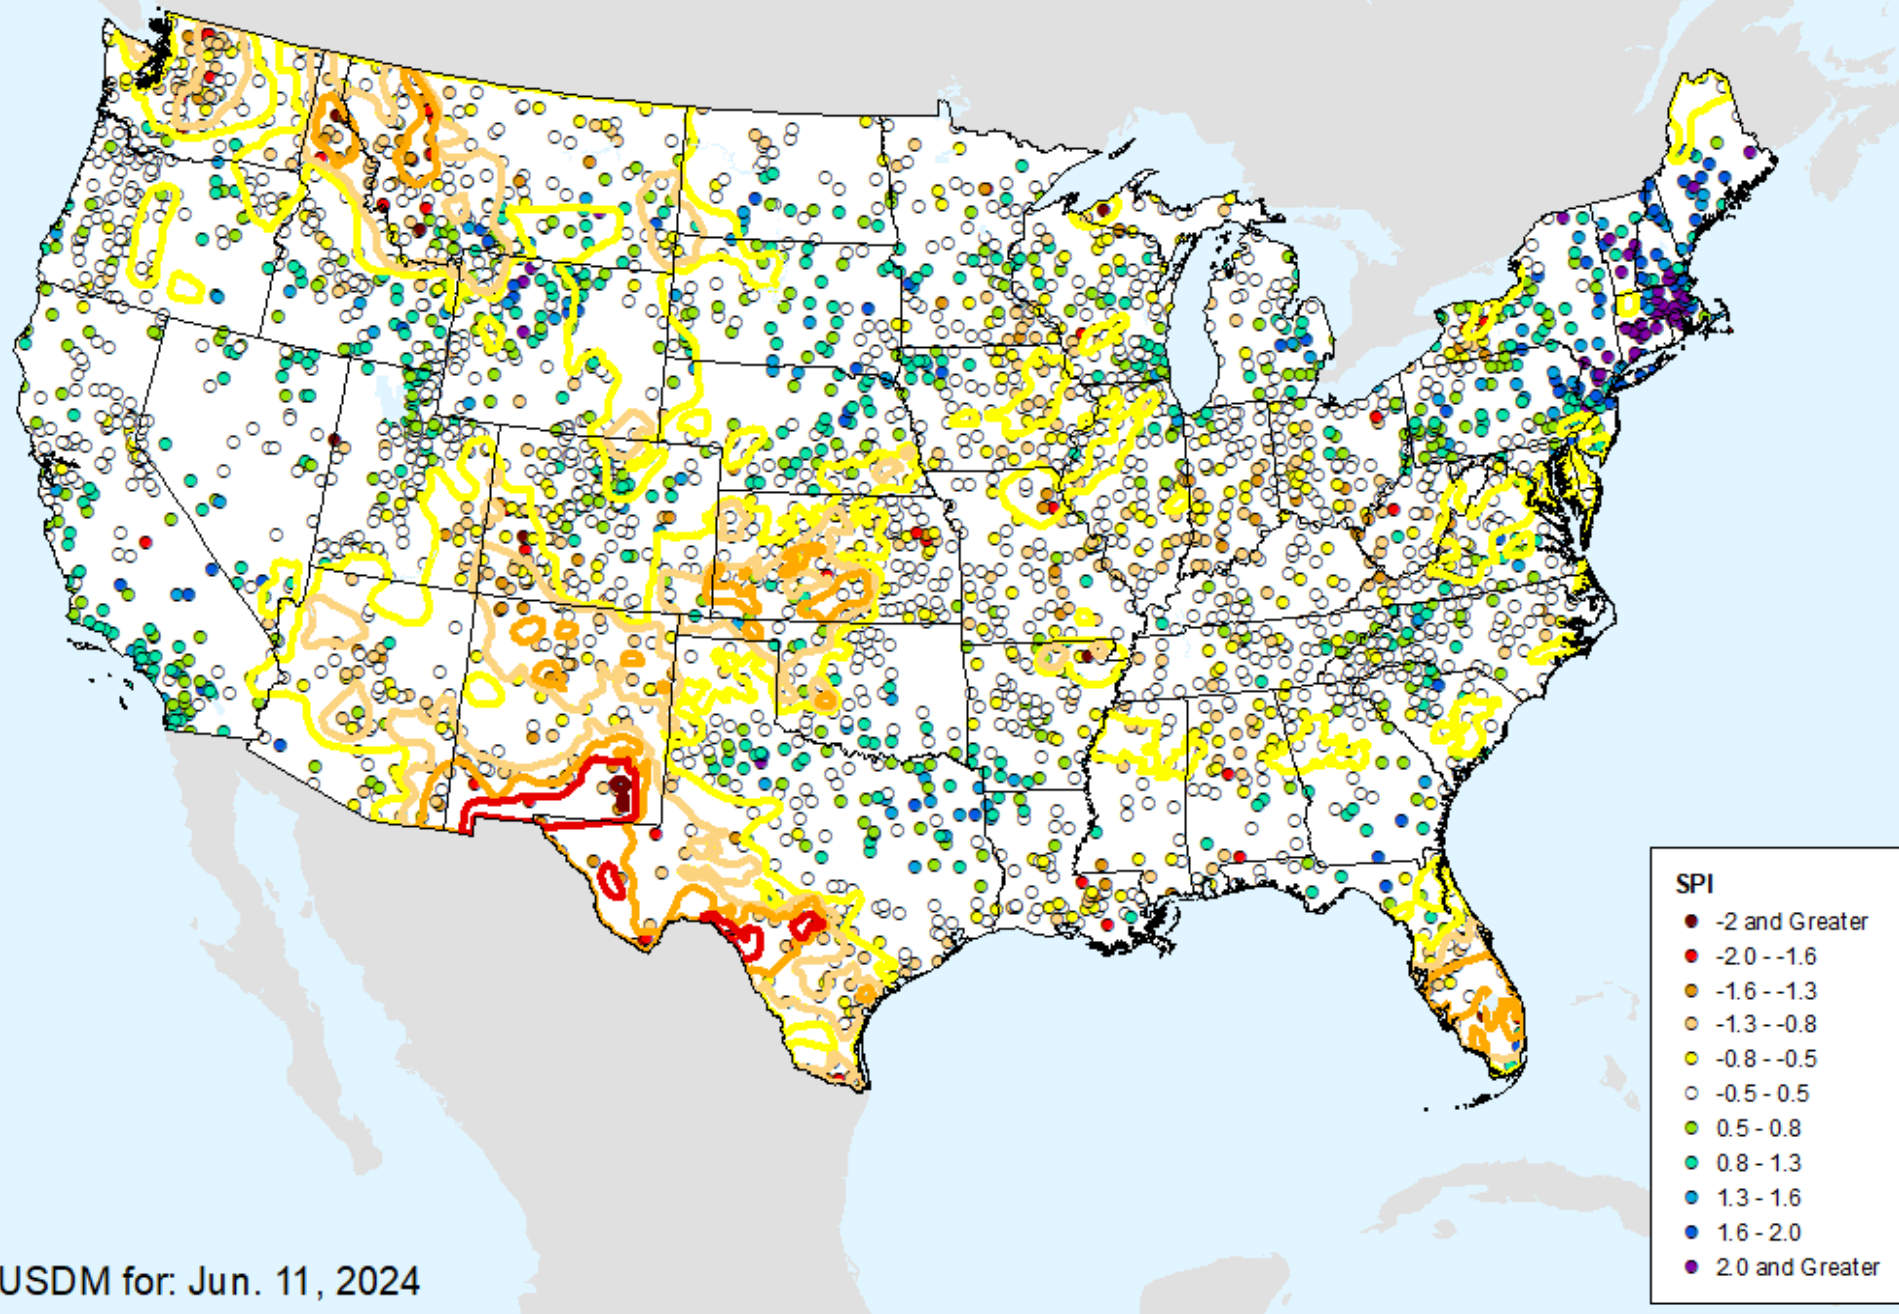 SPI
-2 and Greater
-2.0 - -1.6
-1.6 - -1.3
-1.3 - -0.8
-0.8 - -0.5
-0.5 - 0.5
0.5 - 0.8
0.8 - 1.3
1.3 - 1.6
1.6 - 2.0
2.0 and Greater
USDM for: Jun. 11, 2024